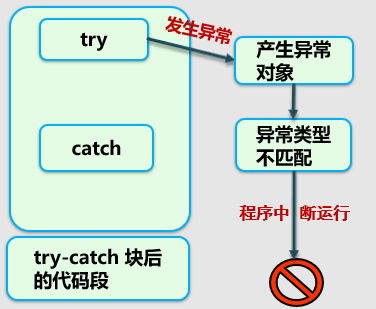 try
发生异常
产生异常
对象
catch
异常类型
不匹配
程序中 断运行
try-catch 块后
的代码段